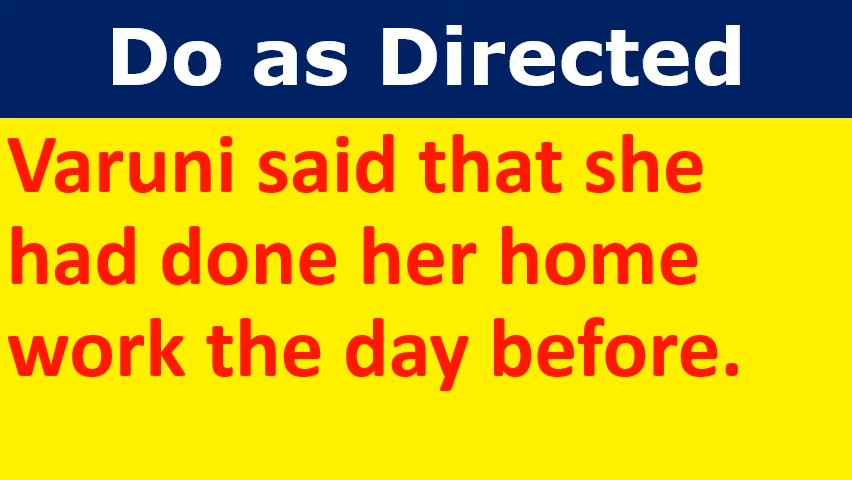 Do as Directed
Varuni said that she
had done her home
work the day before.